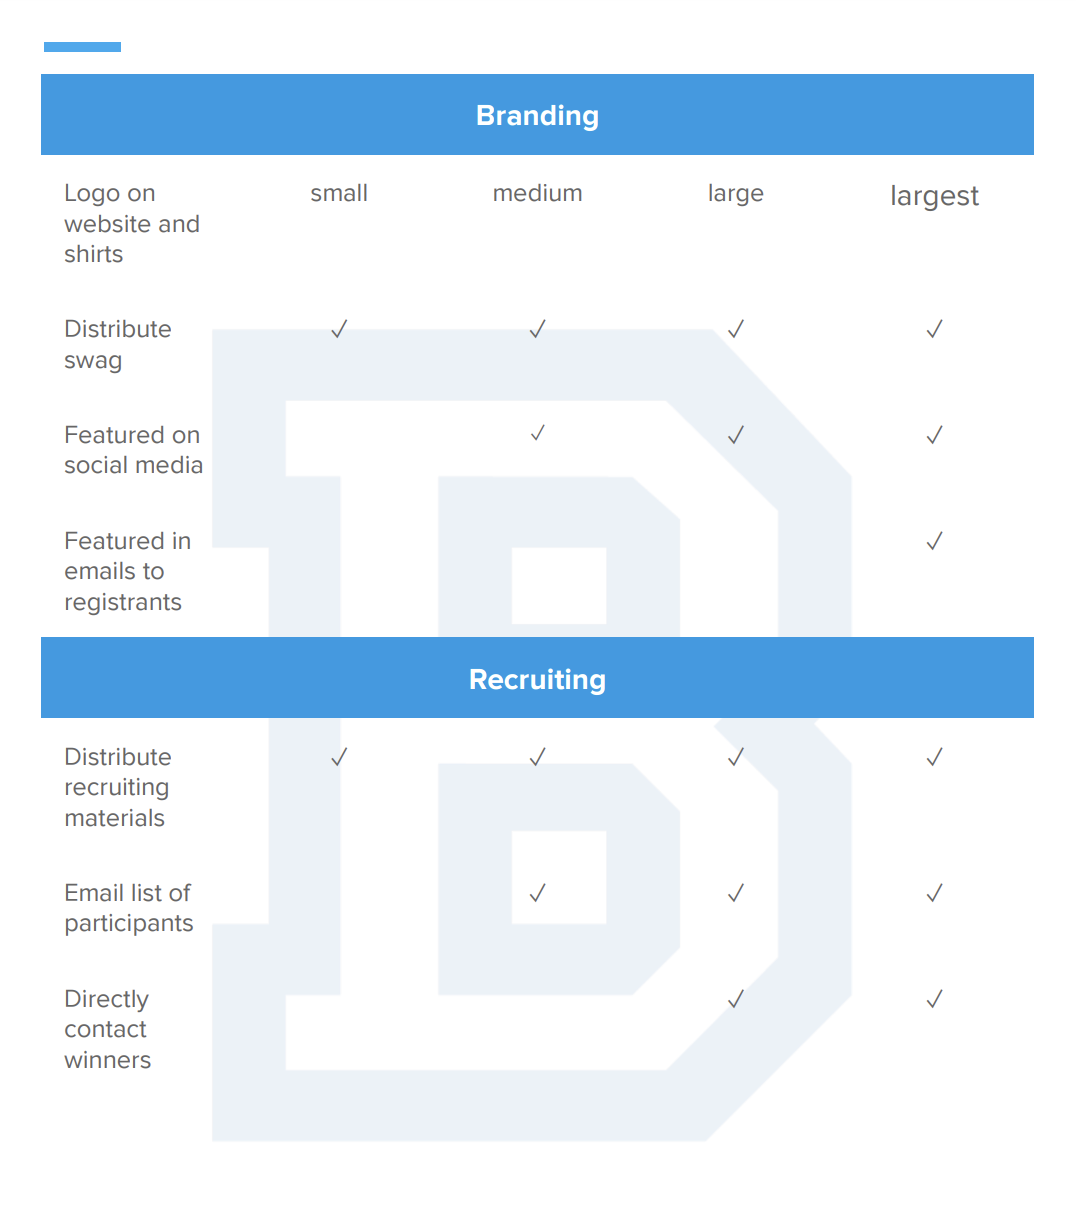 Branding
Logo on small medium large largest
website and
shirts
Distribute ✓ ✓ ✓ ✓
swag
Featured on ✓ ✓ ✓
social media
Featured in ✓
emails to
registrants
Recruiting
Distribute ✓ ✓ ✓ ✓
recruiting
materials
Email list of ✓ ✓ ✓
participants
Directly ✓ ✓
contact
winners
B